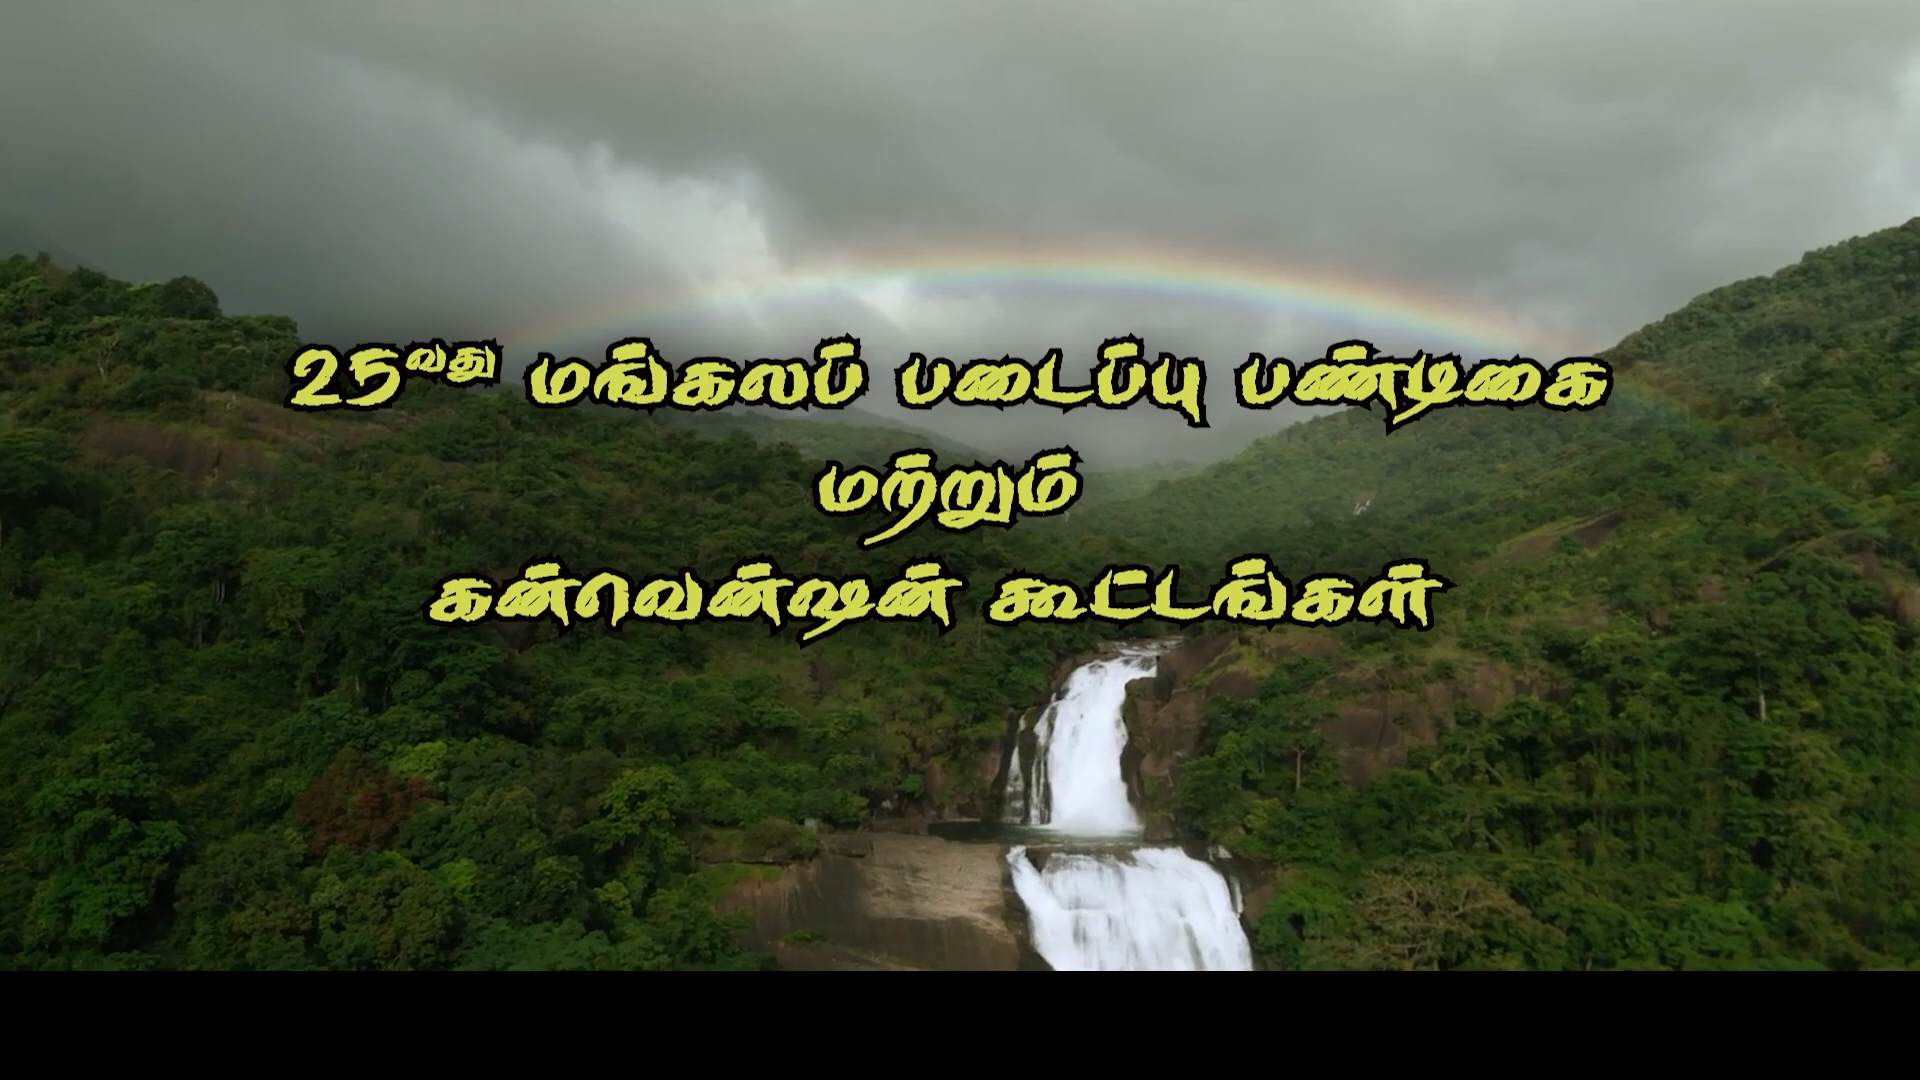 25வது மங்கலப் படைப்பு பண்டிகை
மற்றும்
கன்வென்ஷன் கூட்டங்கள்